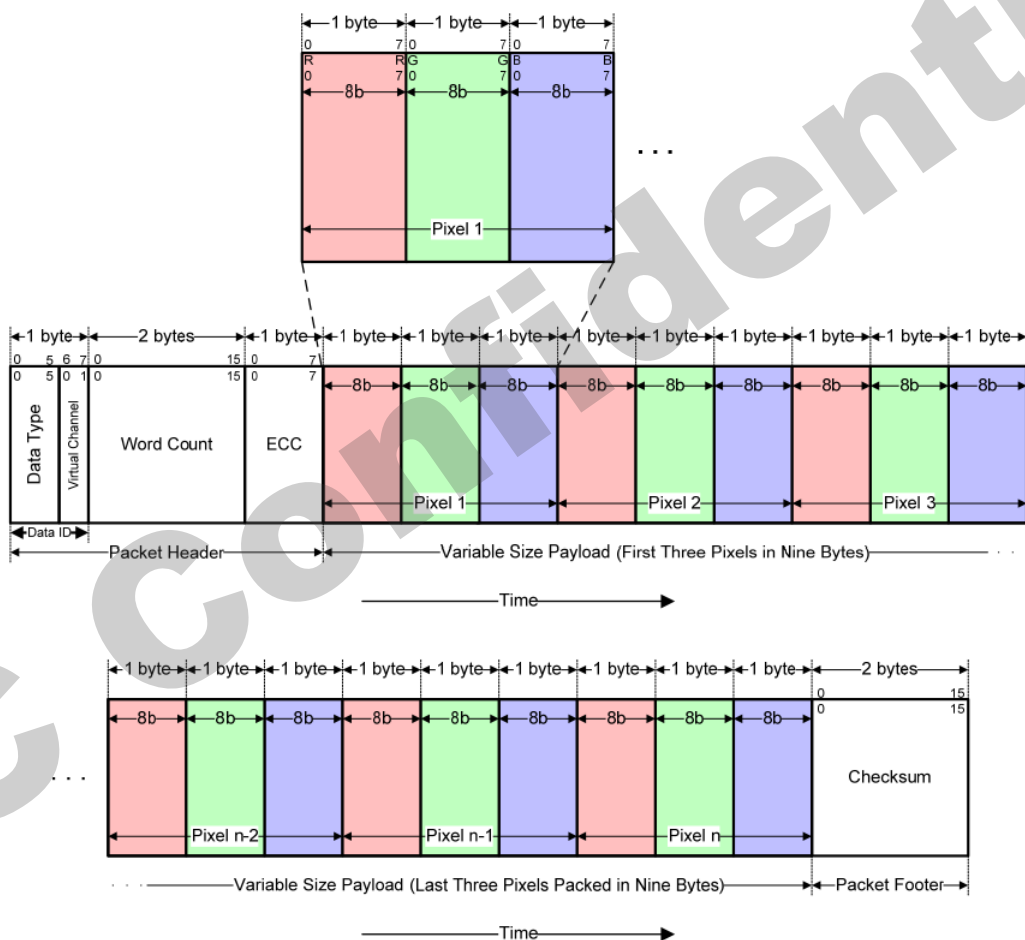 1 byte 1 byte 1 byte
0 7 0 7 0 7
R R G G B B
0 7 0 7 0 7
8b 8b 8b
. . .
Pixel 1
1 byte 2 bytes 1 byte 1 byte 1 byte 1 byte 1 byte 1 byte 1 byte 1 byte 1 byte 1 byte
0 5 6 7 0 15 0 7
0 5 0 1 0 15 0 7
8b 8b 8b 8b 8b 8b 8b 8b 8b
Data Type
Virtual Channel
Word Count
ECC
Pixel 1 Pixel 2 Pixel 3
Data ID
Packet Header
Variable Size Payload (First Three Pixels in Nine Bytes)
Time
1 byte 1 byte 1 byte 1 byte 1 byte 1 byte 1 byte 1 byte 1 byte 2 bytes
0 15
0 15
8b 8b 8b 8b 8b 8b 8b 8b 8b
. . .
Checksum
Pixel n-2 Pixel n-1 Pixel n
Variable Size Payload (Last Three Pixels Packed in Nine Bytes)
Packet Footer
Time
C Confidenti